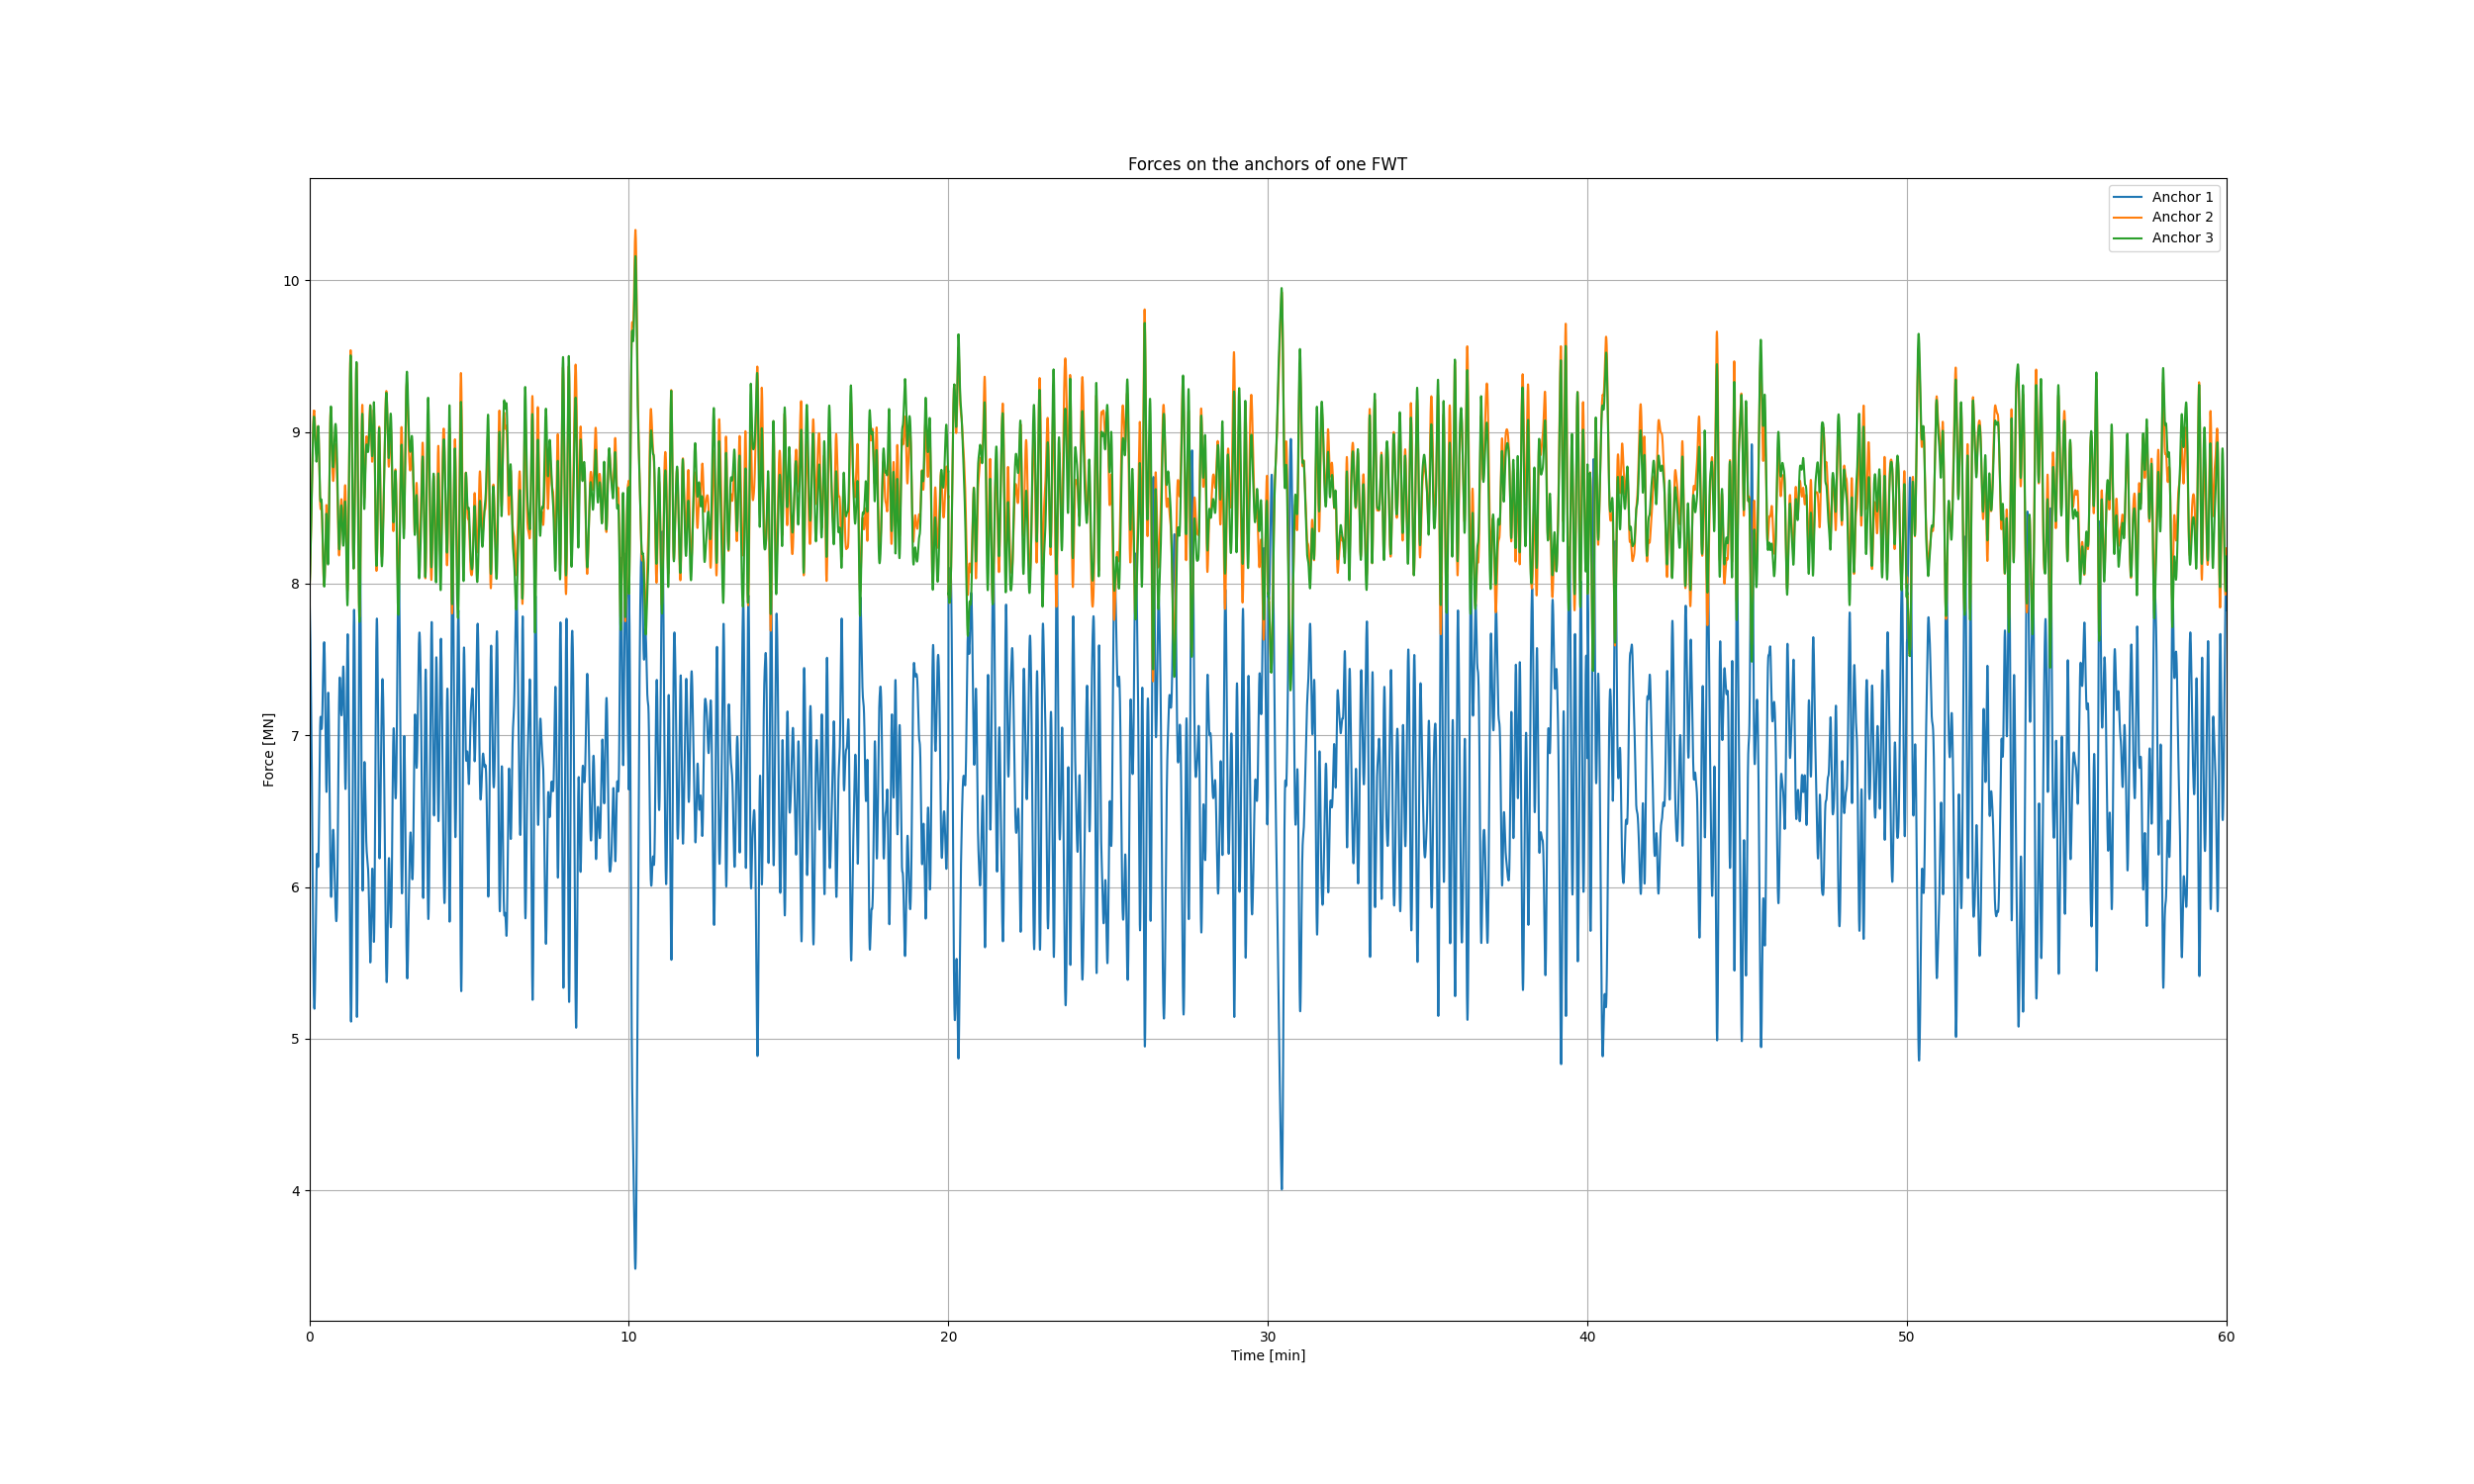 Forces on the anchors of one FWT
Anchor 1
Anchor 2
Anchor 3
10
9
8
7
6
5
4
Force [MN]
0 10 20 30 40 50 60
Time [min]